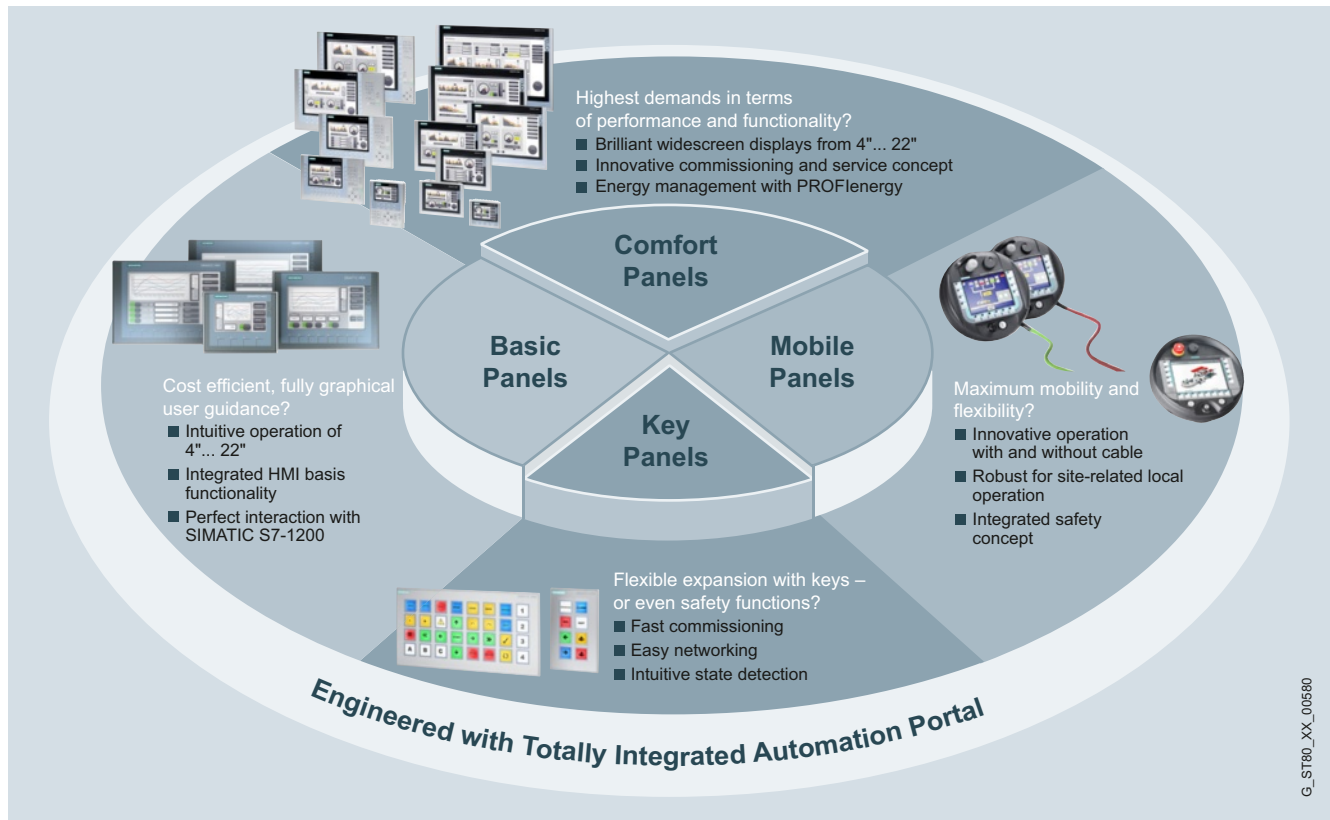 Highest demands in terms
of performance and functionality?
■ Brilliant widescreen displays from 4"... 22"
■ Innovative commissioning and service concept
■ Energy management with PROFIenergy
Comfort
Panels
Basic
Panels
Mobile
Panels
Key
Panels
Cost efficient, fully graphical
user guidance?
■ Intuitive operation of
4"... 22"
■ Integrated HMI basis
functionality
■ Perfect interaction with
SIMATIC S7-1200
Maximum mobility and
flexibility?
■ Innovative operation
with and without cable
■ Robust for site-related local
operation
■ Integrated safety
concept
Flexible expansion with keys –
or even safety functions?
■ Fast commissioning
■ Easy networking
■ Intuitive state detection
Engineered with Totally Integrated Automation Portal
G_ST80_XX_00580